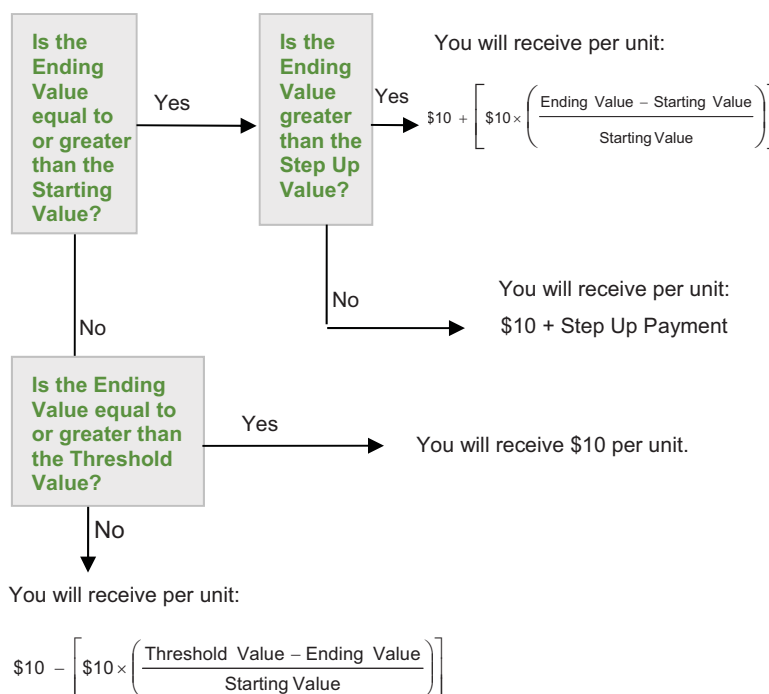 Is the
Ending
Value
equal to
or greater
than the
Starting
Value?
Yes
Is the
Ending
Value
greater
than the
Step Up
Value?
Yes
You will receive per unit:
$10 + [ $10 × ( Ending Value – Starting Value
Starting Value ) ]
No
You will receive per unit:
$10 + Step Up Payment
No
Is the Ending
Value equal to
or greater than
the Threshold
Value?
Yes
You will receive $10 per unit.
No
You will receive per unit:
$10 – [ $10 × ( Threshold Value – Ending Value
Starting Value ) ]